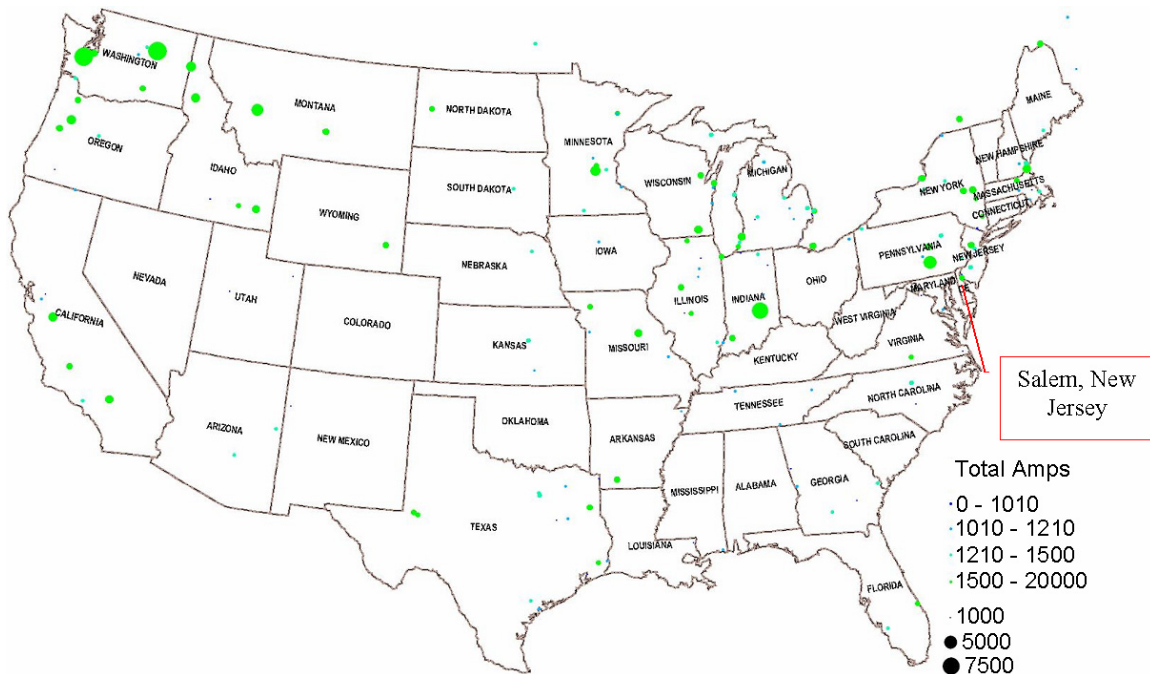 WASHINGTON
MONTANA
NORTH DAKOTA
MINNESOTA
MAINE
OREGON
IDAHO
SOUTH DAKOTA
WISCONSIN
MICHIGAN
NEW YORK
NEW HAMPSHIRE
MASSACHUSETTS
CONNECTICUT
WYOMING
IOWA
NEBRASKA
PENNSYLVANIA
NEW JERSEY
NEVADA
UTAH
COLORADO
ILLINOIS
INDIANA
OHIO
MARYLAND
DE
CALIFORNIA
KANSAS
MISSOURI
WEST VIRGINIA
VIRGINIA
KENTUCKY
Salem, New
Jersey
ARIZONA
NEW MEXICO
OKLAHOMA
ARKANSAS
TENNESSEE
NORTH CAROLINA
SOUTH CAROLINA
MISSISSIPPI
ALABAMA
GEORGIA
TEXAS
LOUISIANA
FLORIDA
Total Amps
0 - 1010
1010 - 1210
1210 - 1500
1500 - 20000
1000
5000
7500